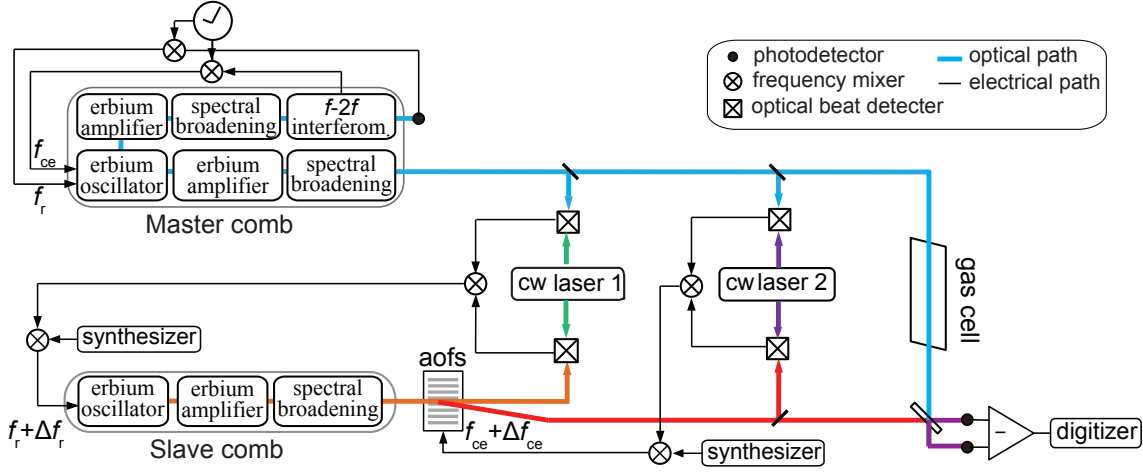 photodetector
frequency mixer
optical beat detecter
optical path
electrical path
erbium
amplifier
spectral
broadening
f-2f
interferom.
erbium
oscillator
erbium
amplifier
spectral
broadening
fce
fr
Master comb
cw laser 1
cw laser 2
gas cell
synthesizer
aofs
erbium
oscillator
erbium
amplifier
spectral
broadening
fr+Δfr
Slave comb
fce+Δfce
synthesizer
−
digitizer